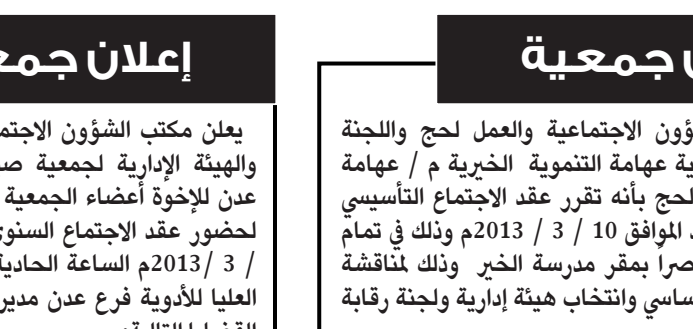 جمعية
ؤون الاجتماعية والعمل لحج واللجنة
ية عهامة التنموية الخيرية م / عهامة
لحج بأنه تقرر عقد الاجتماع التأسيسي
الموافق 10 / 3 / 2013م وذلك في تمام
صراً بمقر مدرسة الخير وذلك لمناقشة
ساسي وانتخاب هيئة إدارية ولجنة رقابة
إعلان جمع
يعلن مكتب الشؤون الاجتم
والهيئة الإدارية لجمعية ص
عدن للإخوة أعضاء الجمعية
لحضور عقد الاجتماع السنوي
/ 3 /2013م الساعة الحادية
العليا للأدوية فرع عدن مدير